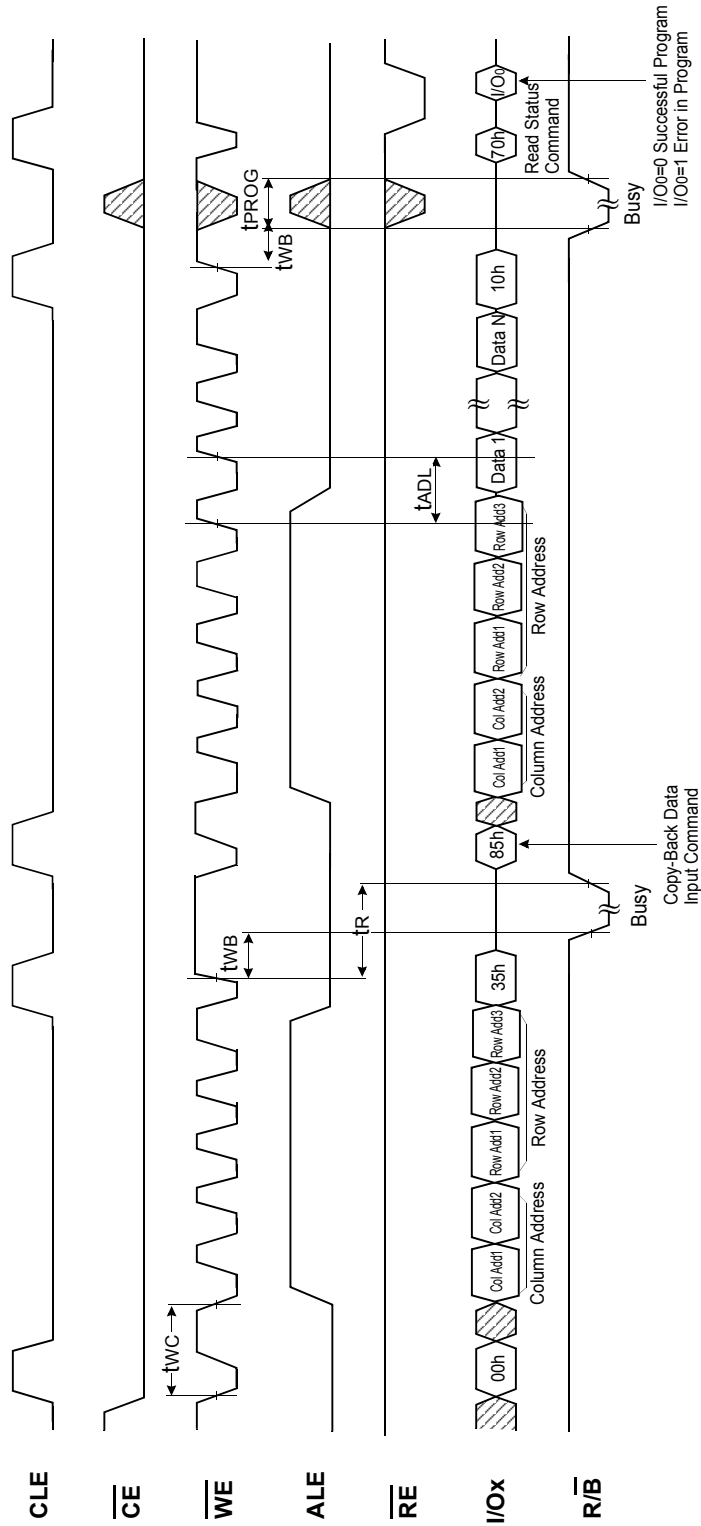 CLE
CE
WE
ALE
RE
I/Ox
R/B
tWC
tWB
tR
tADL
tWB
tPROG
00h
Col Add1
Col Add2
Row Add1
Row Add2
Row Add3
35h
85h
Col Add1
Col Add2
Row Add1
Row Add2
Row Add3
Data 1
Data N
10h
70h
I/O0
Column Address
Row Address
Column Address
Row Address
Read Status
Command
Busy
Busy
Copy-Back Data
Input Command
I/O0=0 Successful Program
I/O0=1 Error in Program